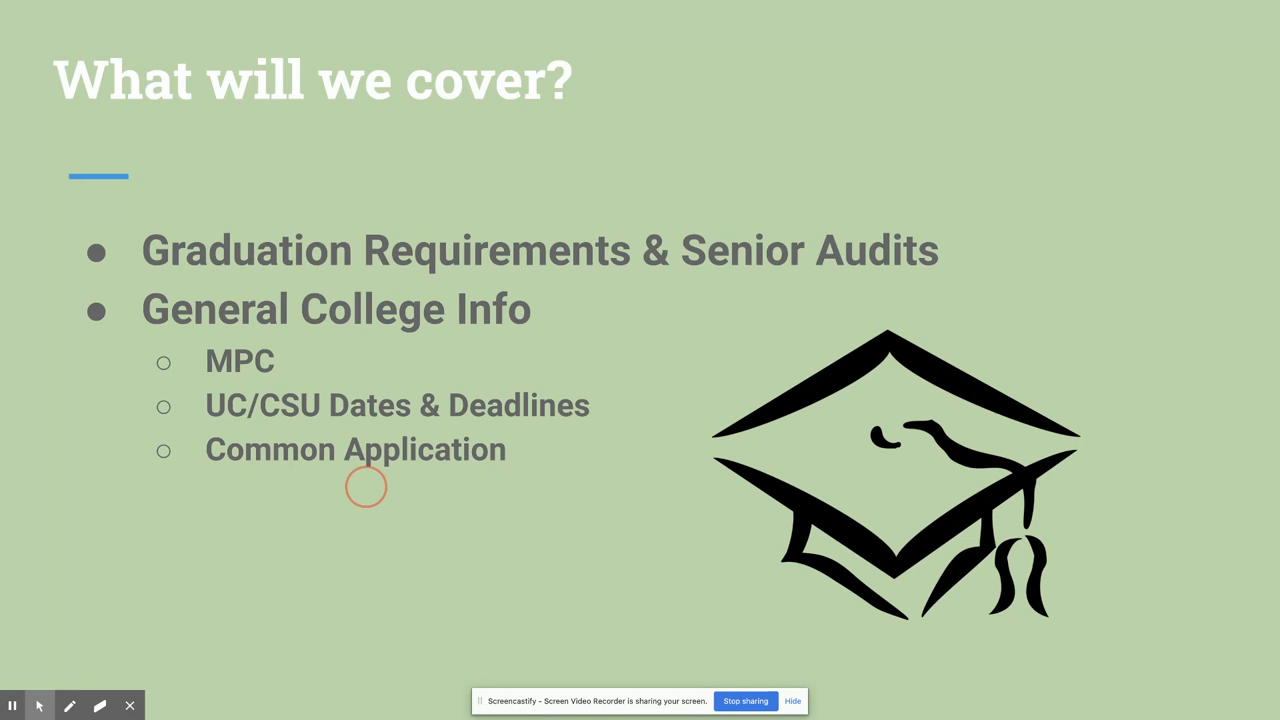 What will we cover?
● Graduation Requirements & Senior Audits
● General College Info
○ MPC
○ UC/CSU Dates & Deadlines
○ Common Application
Screencastify - Screen Video Recorder is sharing your screen. Stop sharing Hide